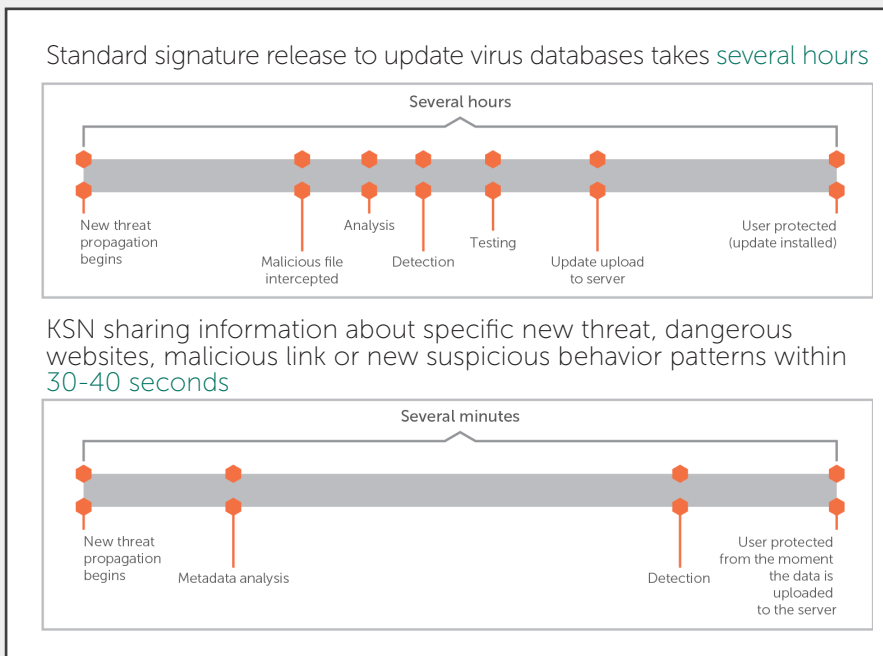 Standard signature release to update virus databases takes several hours
Several hours
New threat
propagation
begins
Malicious file
intercepted
Analysis
Detection
Testing
Update upload
to server
User protected
(update installed)
KSN sharing information about specific new threat, dangerous
websites, malicious link or new suspicious behavior patterns within
30-40 seconds
Several minutes
New threat
propagation
begins
Metadata analysis
Detection
User protected
from the moment
the data is
uploaded
to the server